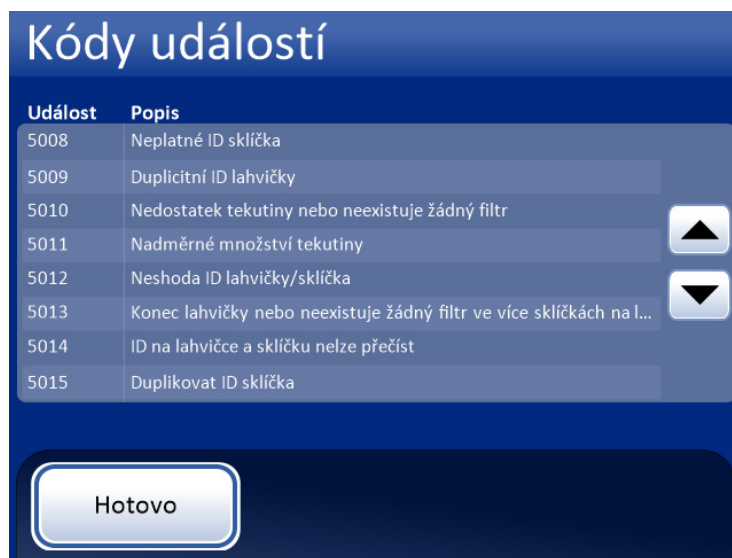 Kódy událostí
Událost Popis
5008 Neplatné ID sklíčka
5009 Duplicitní ID lahvičky
5010 Nedostatek tekutiny nebo neexistuje žádný filtr
5011 Nadměrné množství tekutiny
5012 Neshoda ID lahvičky/sklíčka
5013 Konec lahvičky nebo neexistuje žádný filtr ve více sklíčkách na l...
5014 ID na lahvičce a sklíčku nelze přečíst
5015 Duplikovat ID sklíčka
Hotovo